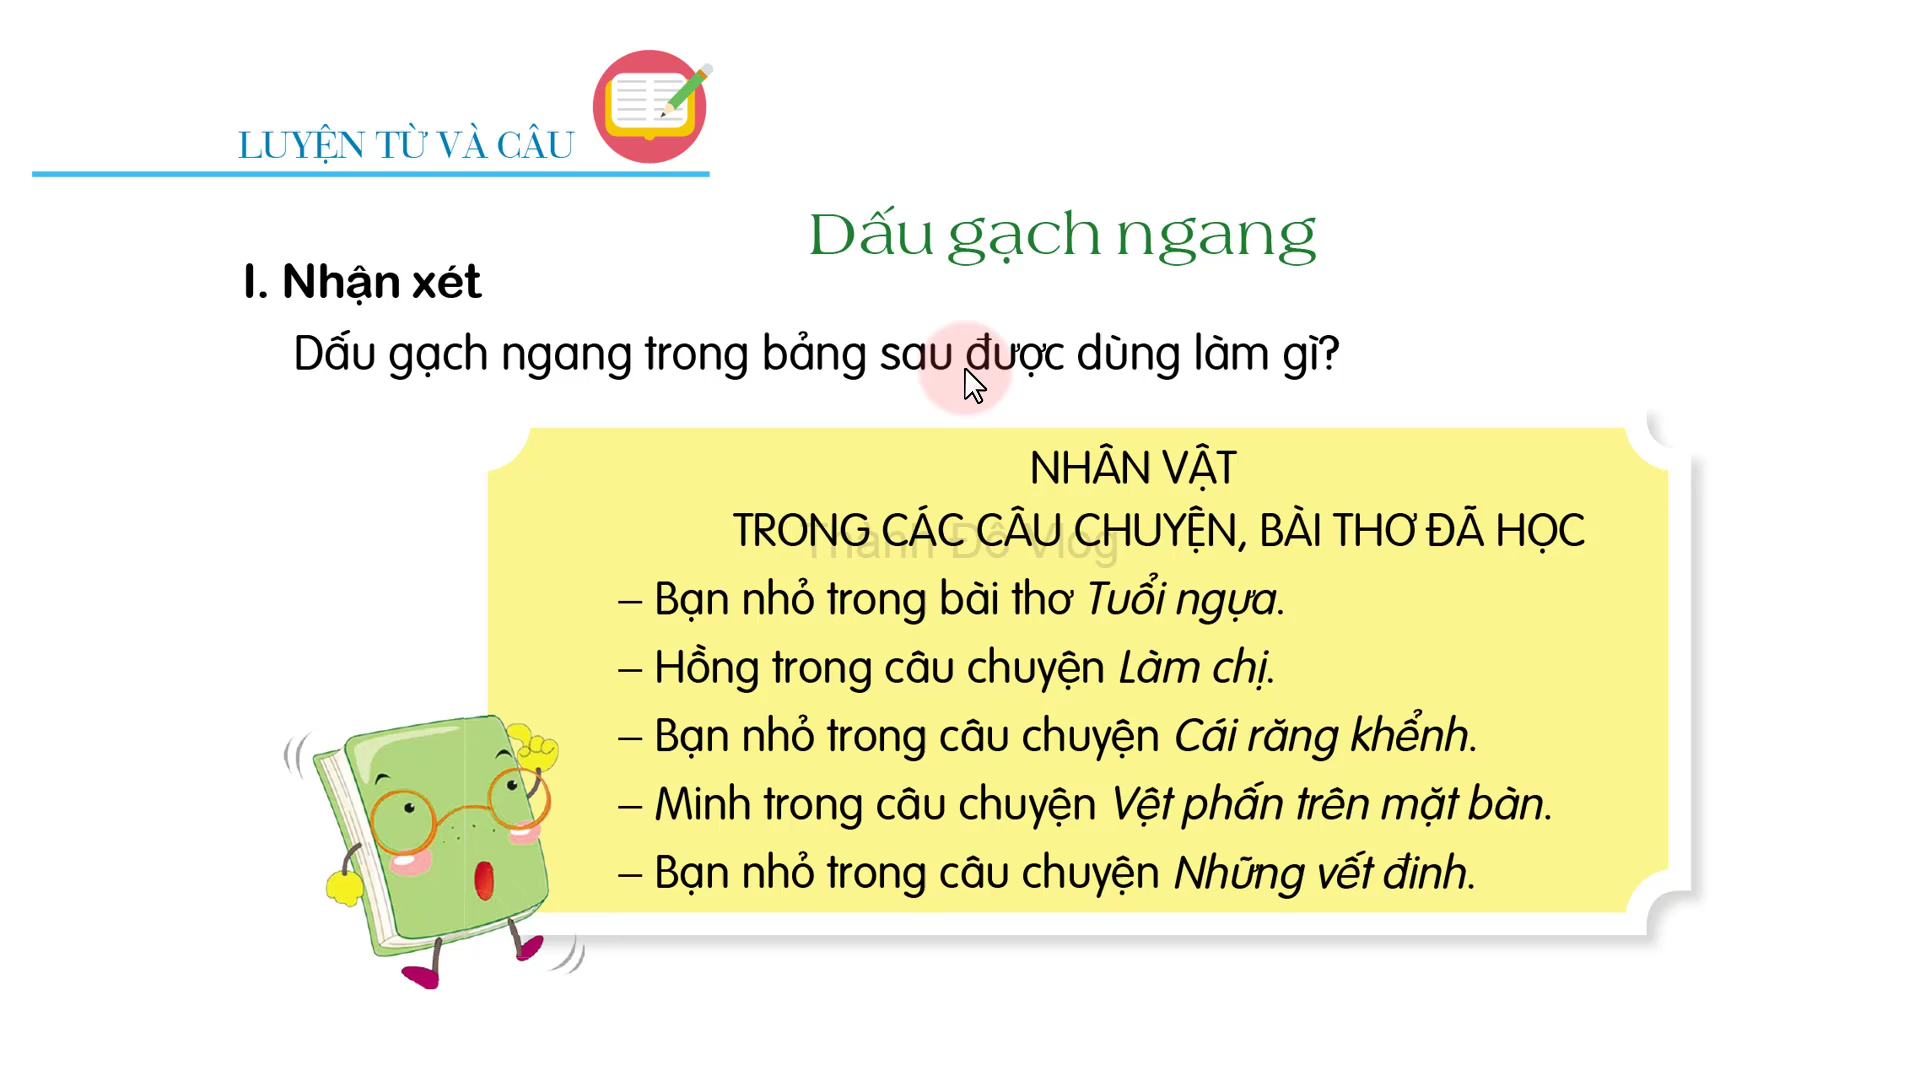 LUYỆN TỪ VÀ CÂU
Dấu gạch ngang
I. Nhận xét
Dấu gạch ngang trong bảng sau được dùng làm gì?
NHÂN VẬT
TRONG CÁC CÂU CHUYỆN, BÀI THƠ ĐÃ HỌC
Thành Đô Vlog
– Bạn nhỏ trong bài thơ Tuổi ngựa.
– Hồng trong câu chuyện Làm chị.
– Bạn nhỏ trong câu chuyện Cái răng khểnh.
– Minh trong câu chuyện Vệt phấn trên mặt bàn.
– Bạn nhỏ trong câu chuyện Những vết đinh.